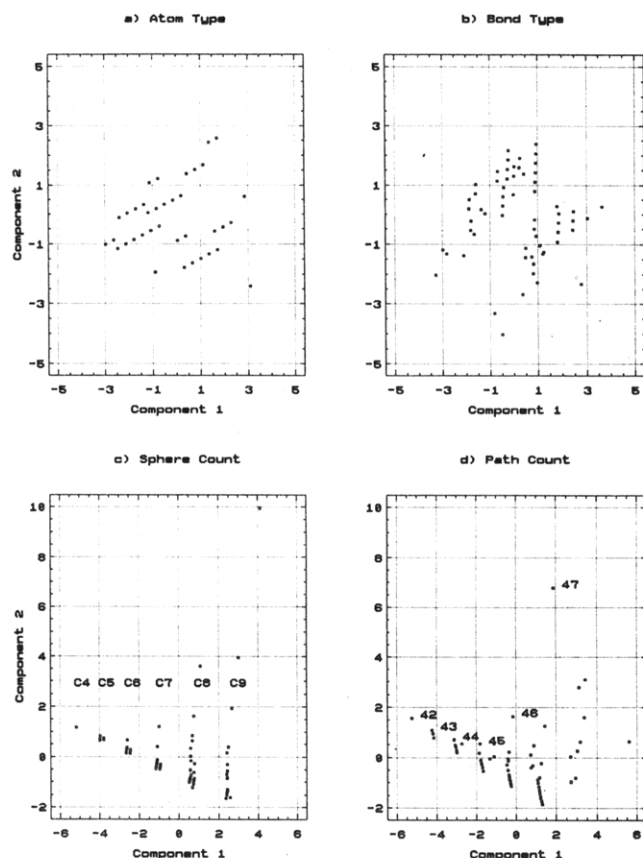 a) Atom Type
b) Bond Type
5
3
1
-1
-3
-5
Component 2
-5 -3 -1 1 3 5
Component 1
5
3
1
-1
-3
-5
-5 -3 -1 1 3 5
Component 1
c) Sphere Count
d) Path Count
10
8
6
4
2
0
-2
Component 2
C4 C5 C6 C7 C8 C9
-6 -4 -2 0 2 4 6
Component 1
10
8
6
4
2
0
-2
47
42
43
44
45
46
-6 -4 -2 0 2 4 6
Component 1